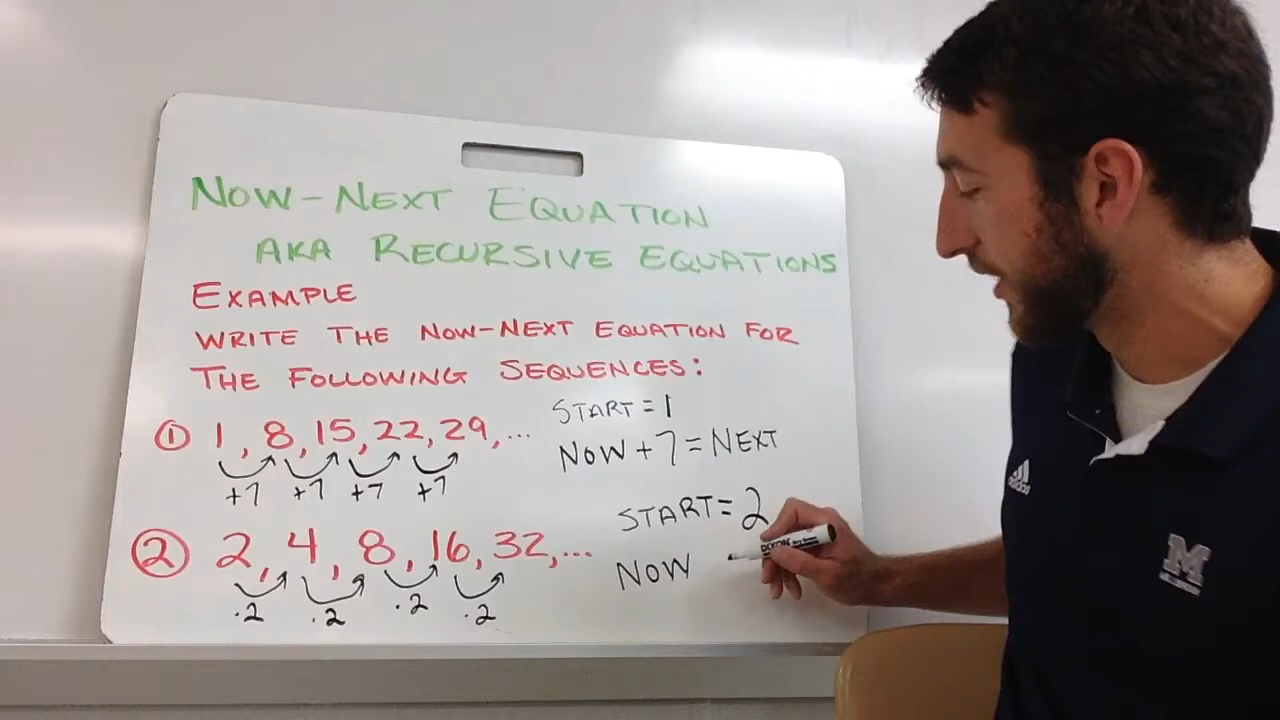 NOW-NEXT EQUATION
AKA RECURSIVE EQUATIONS
EXAMPLE
WRITE THE NOW-NEXT EQUATION FOR
THE FOLLOWING SEQUENCES:
① 1, 8, 15, 22, 29, ...
+7 +7 +7 +7
START = 1
NOW + 7 = NEXT
② 2, 4, 8, 16, 32, ...
·2 ·2 ·2 ·2
START = 2
NOW
DIXON
adidas
M